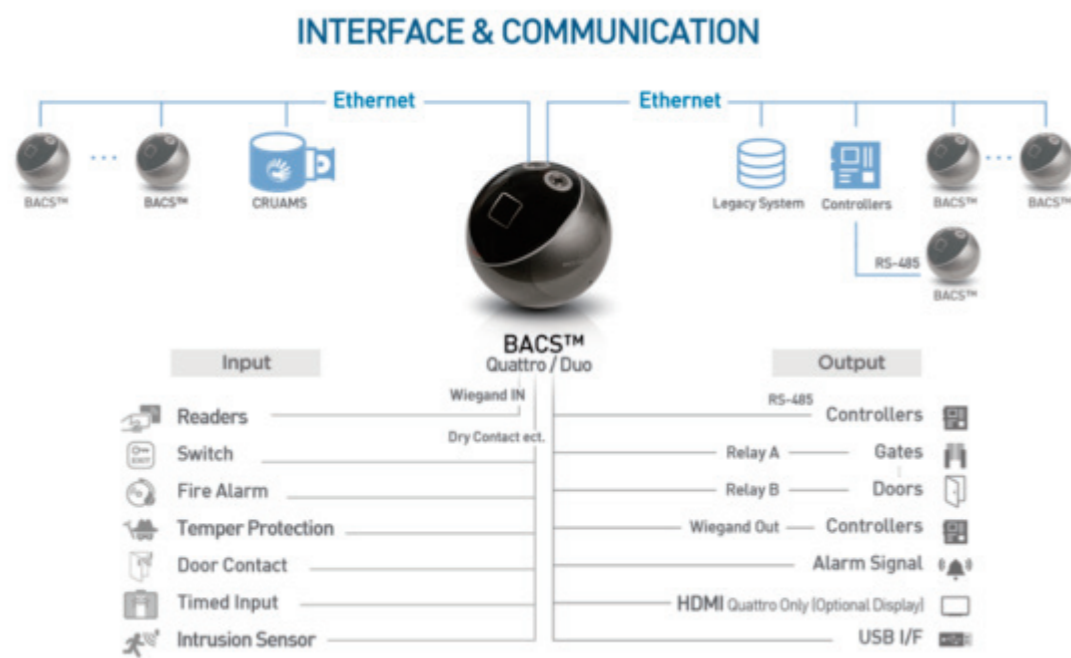 INTERFACE & COMMUNICATION
Ethernet
Ethernet
BACS™
BACS™
CRUAMS
Legacy System
Controllers
BACS™
BACS™
RS-485
BACS™
BACS™
Quattro / Duo
Input
Output
Wiegand IN
RS-485
Readers
Controllers
Dry Contact ect.
Switch
EXIT
Relay A
Gates
Fire Alarm
Relay B
Doors
Temper Protection
Wiegand Out
Controllers
Door Contact
Alarm Signal
Timed Input
HDMI Quattro Only (Optional Display)
Intrusion Sensor
USB I/F